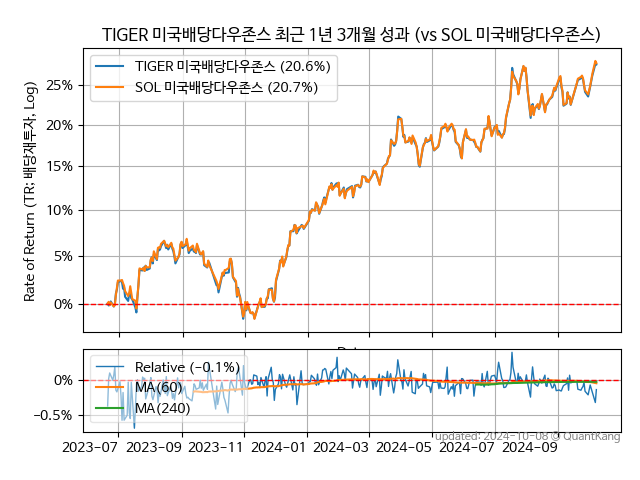 TIGER 미국배당다우존스 최근 1년 3개월 성과 (vs SOL 미국배당다우존스)
TIGER 미국배당다우존스 (20.6%)
SOL 미국배당다우존스 (20.7%)
Rate of Return (TR: 배당재투자, Log)
25%
20%
15%
10%
5%
0%
Relative (-0.1%)
MA(60)
MA(240)
0%
-0.5%
2023-07 2023-09 2023-11 2024-01 2024-03 2024-05 2024-07 2024-09
updated: 2024-10-08 © QuantKang